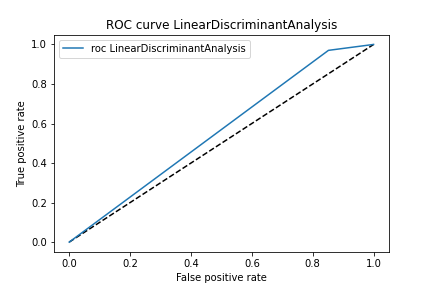 ROC curve LinearDiscriminantAnalysis
roc LinearDiscriminantAnalysis
True positive rate
1.0
0.8
0.6
0.4
0.2
0.0
0.0 0.2 0.4 0.6 0.8 1.0
False positive rate